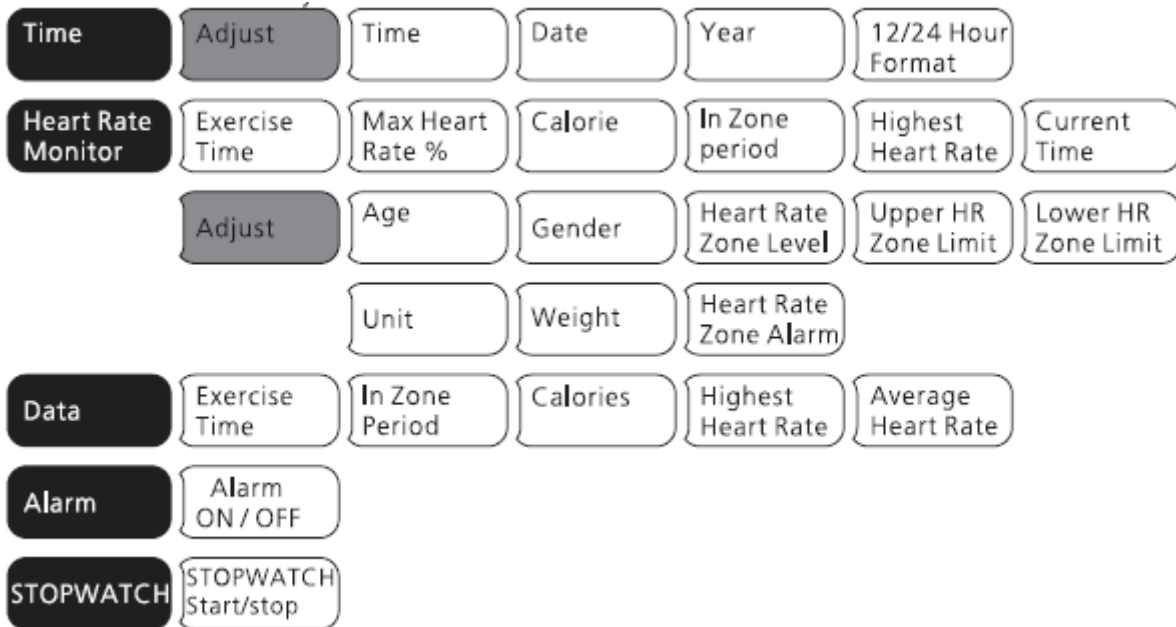 Time
Adjust
Time
Date
Year
12/24 Hour
Format
Heart Rate
Monitor
Exercise
Time
Max Heart
Rate %
Calorie
In Zone
period
Highest
Heart Rate
Current
Time
Adjust
Age
Gender
Heart Rate
Zone Level
Upper HR
Zone Limit
Lower HR
Zone Limit
Unit
Weight
Heart Rate
Zone Alarm
Data
Exercise
Time
In Zone
Period
Calories
Highest
Heart Rate
Average
Heart Rate
Alarm
Alarm
ON / OFF
STOPWATCH
STOPWATCH
Start/stop